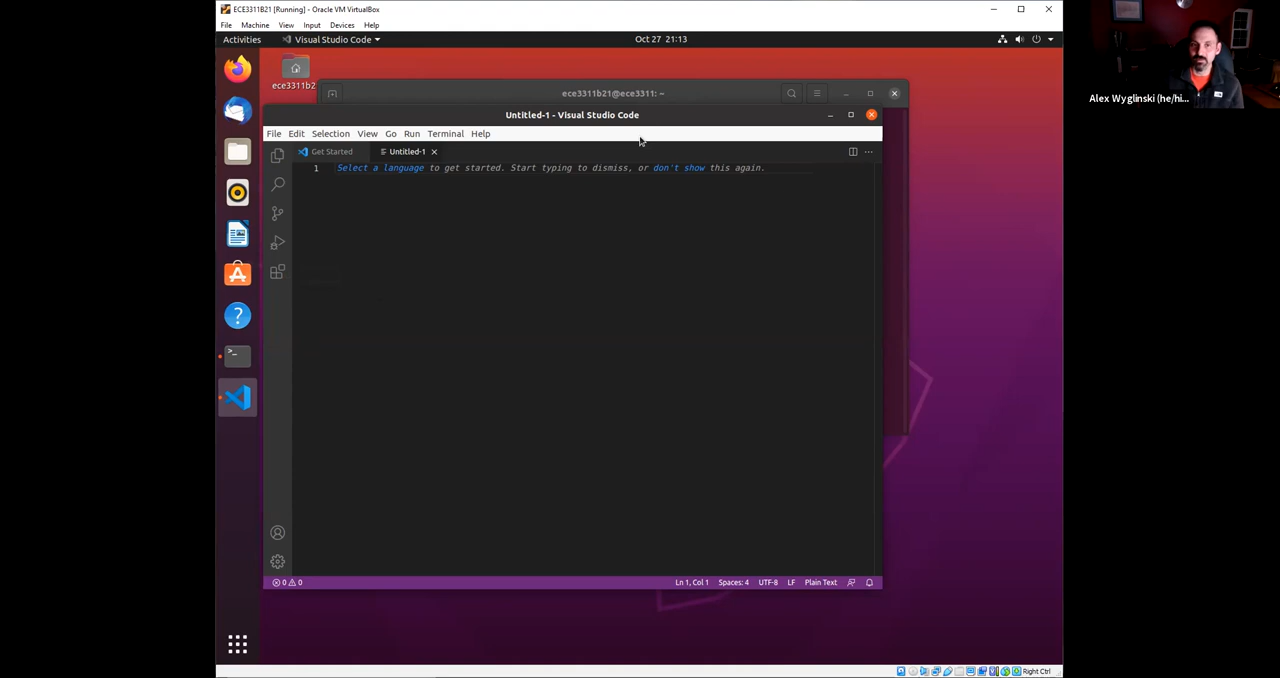 ECE3311B21 [Running] - Oracle VM VirtualBox
File Machine View Input Devices Help
Activities Visual Studio Code Oct 27 21:13
Alex Wyglinski (he/hi...
ece3311b2
ece3311b21@ece3311: ~
Untitled-1 - Visual Studio Code
File Edit Selection View Go Run Terminal Help
Get Started Untitled-1
1 Select a language to get started. Start typing to dismiss, or don't show this again.
0 0 Ln 1, Col 1 Spaces: 4 UTF-8 LF Plain Text
Right Ctrl